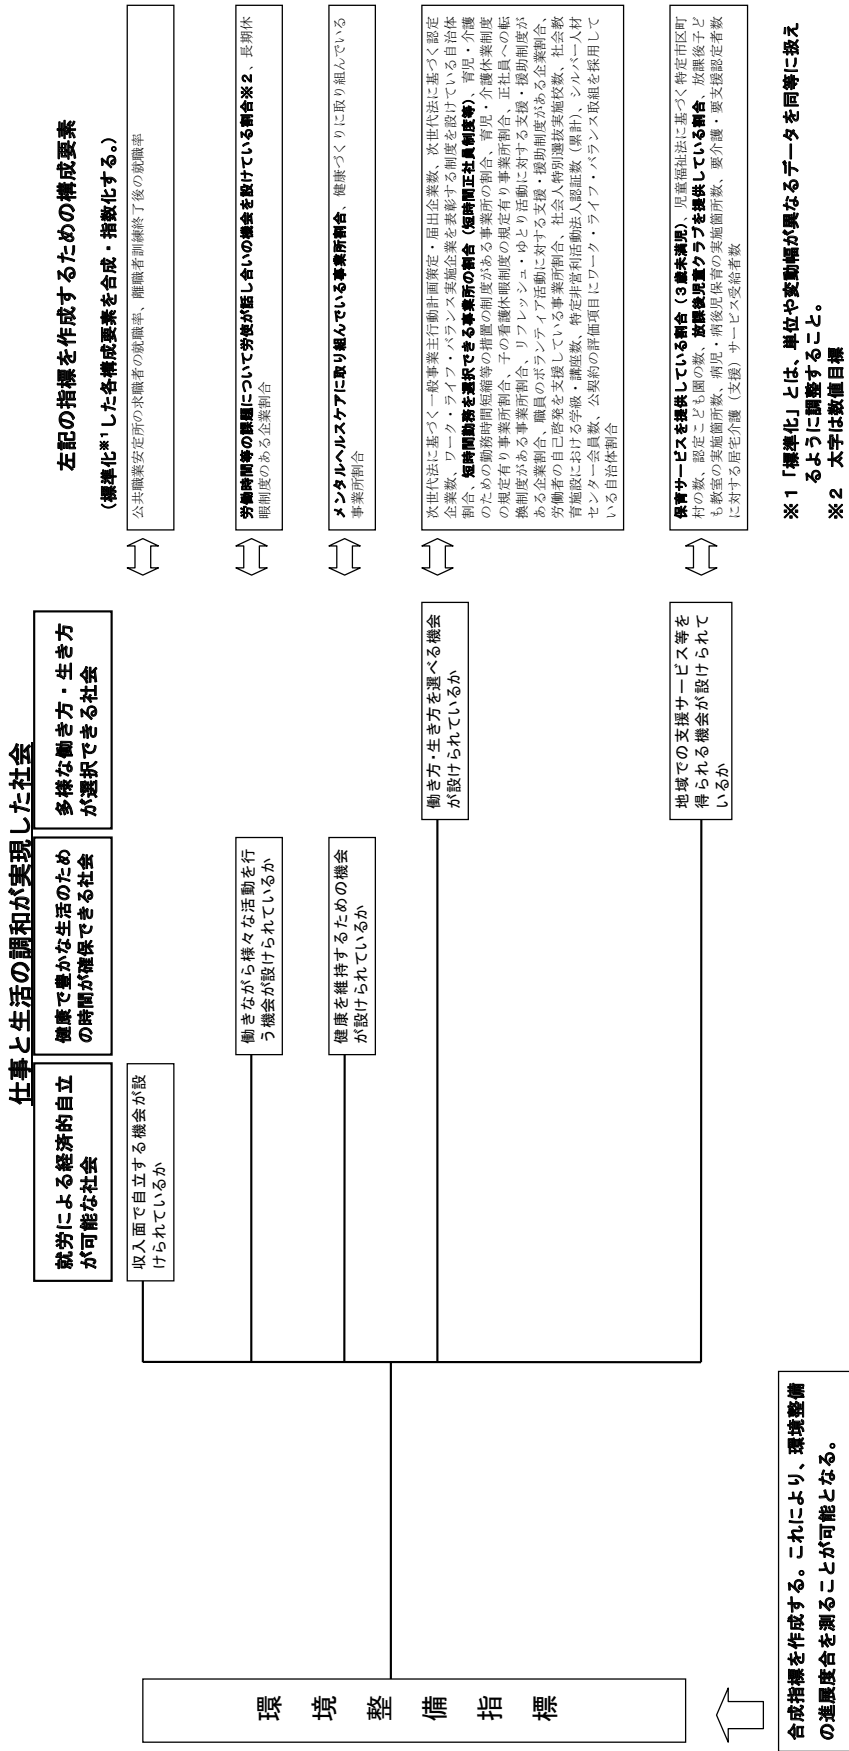 仕事と生活の調和が実現した社会
就労による経済的自立
が可能な社会
健康で豊かな生活のため
の時間が確保できる社会
多様な働き方・生き方
が選択できる社会
左記の指標を作成するための構成要素
(標準化※1した各構成要素を合成・指数化する。)
環境整備指標
収入面で自立する機会が設
けられているか
公共職業安定所の求職者の就職率、離職者訓練終了後の就職率
働きながら様々な活動を行
う機会が設けられているか
労働時間等の課題について労使が話し合いの機会を設けている割合※2、長期休
暇制度のある企業割合
健康を維持するための機会
が設けられているか
メンタルヘルスケアに取り組んでいる事業所割合、健康づくりに取り組んでいる
事業所割合
働き方・生き方を選べる機会
が設けられているか
次世代法に基づく一般事業主行動計画策定・届出企業数、次世代法に基づく認定
企業数、ワーク・ライフ・バランス実施企業を表彰する制度を設けている自治体
割合、短時間勤務を選択できる事業所の割合(短時間正社員制度等)、育児・介護
のための勤務時間短縮等の措置の制度がある事業所の割合、育児・介護休業制度
の規定有り事業所割合、子の看護休暇制度の規定有り事業所割合、正社員への転
換制度がある事業所割合、リフレッシュ・ゆとり活動に対する支援・援助制度が
ある企業割合、職員のボランティア活動に対する支援・援助制度がある企業割合、
労働者の自己啓発を支援している事業所割合、社会人特別選抜実施校数、社会教
育施設における学級・講座数、特定非営利活動法人認証数(累計)、シルバー人材
センター会員数、公契約の評価項目にワーク・ライフ・バランス取組を採用して
いる自治体割合
地域での支援サービス等を
得られる機会が設けられて
いるか
保育サービスを提供している割合(3歳未満児)、児童福祉法に基づく特定市区町
村の数、認定こども園の数、放課後児童クラブを提供している割合、放課後子ど
も教室の実施箇所数、病児・病後児保育の実施箇所数、要介護・要支援認定者数
に対する居宅介護(支援)サービス受給者数
合成指標を作成する。これにより、環境整備
の進展度合を測ることが可能となる。
※1「標準化」とは、単位や変動幅が異なるデータを同等に扱え
るように調整すること。
※2 太字は数値目標